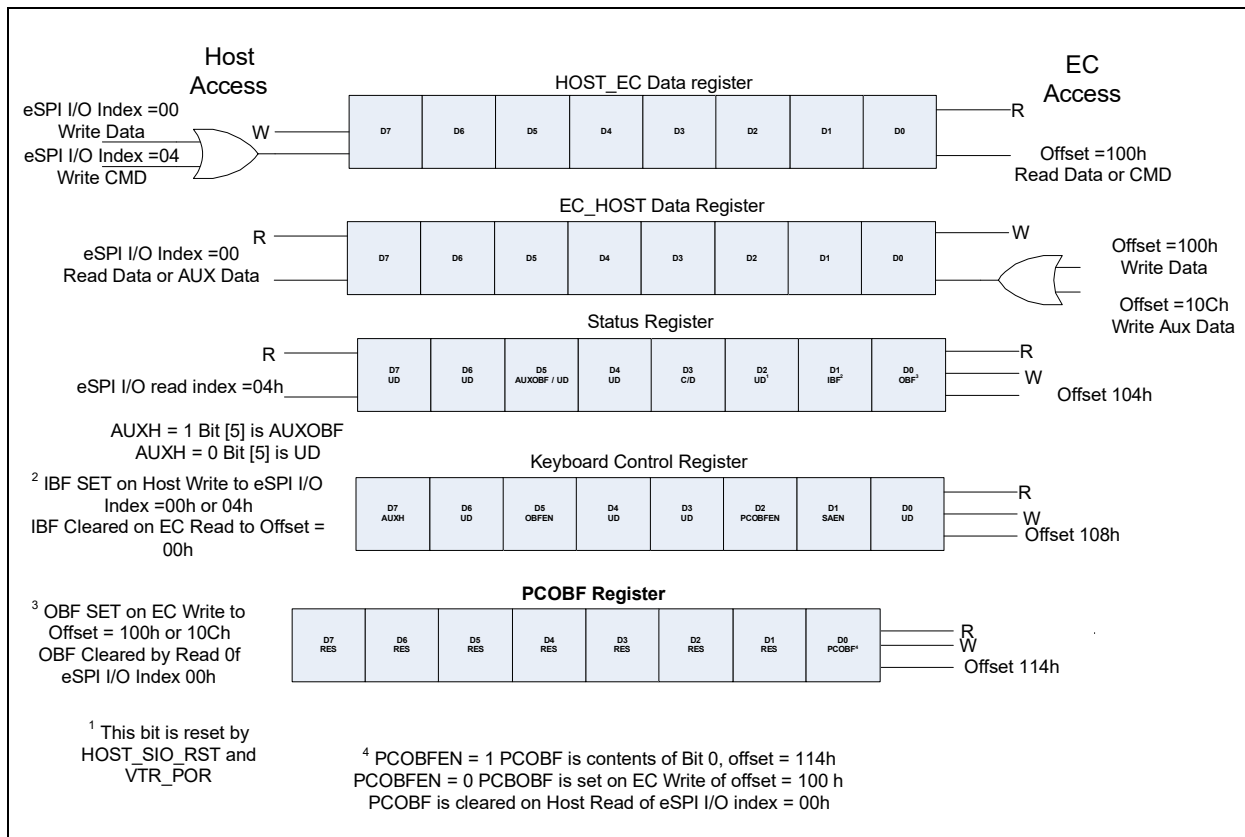 Host
Access
EC
Access
HOST_EC Data register
eSPI I/O Index =00
Write Data
eSPI I/O Index =04
Write CMD
W
D7 D6 D5 D4 D3 D2 D1 D0
R
Offset =100h
Read Data or CMD
EC_HOST Data Register
R
eSPI I/O Index =00
Read Data or AUX Data
D7 D6 D5 D4 D3 D2 D1 D0
W
Offset =100h
Write Data
Offset =10Ch
Write Aux Data
Status Register
R
eSPI I/O read index =04h
D7 D6 D5 D4 D3 D2 D1 D0
UD UD AUXOBF / UD UD C/D UD1 IBF2 OBF3
R
W
Offset 104h
AUXH = 1 Bit [5] is AUXOBF
AUXH = 0 Bit [5] is UD
2 IBF SET on Host Write to eSPI I/O
Index =00h or 04h
IBF Cleared on EC Read to Offset =
00h
Keyboard Control Register
D7 D6 D5 D4 D3 D2 D1 D0
AUXH UD OBFEN UD UD PCOBFEN SAEN UD
R
W
Offset 108h
PCOBF Register
3 OBF SET on EC Write to
Offset = 100h or 10Ch
OBF Cleared by Read 0f
eSPI I/O Index 00h
D7 D6 D5 D4 D3 D2 D1 D0
RES RES RES RES RES RES RES PCOBF4
R
W
Offset 114h
1 This bit is reset by
HOST_SIO_RST and
VTR_POR
4 PCOBFEN = 1 PCOBF is contents of Bit 0, offset = 114h
PCOBFEN = 0 PCBOBF is set on EC Write of offset = 100 h
PCOBF is cleared on Host Read of eSPI I/O index = 00h